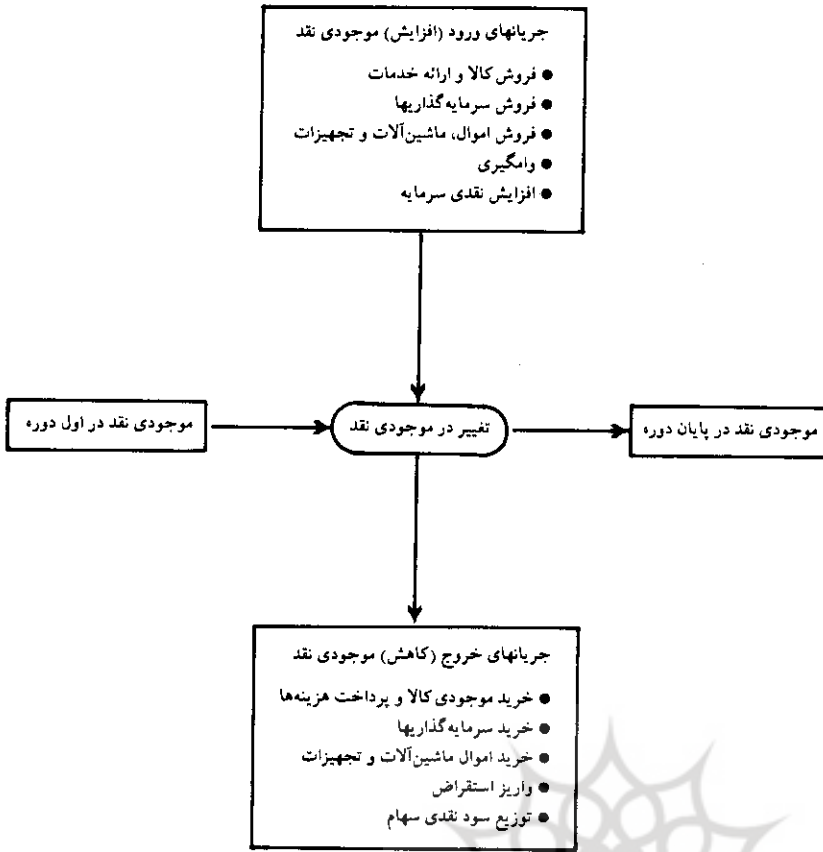 جریانهای ورود (افزایش) موجودی نقد
● فروش کالا و ارائه خدمات
● فروش سرمایه‌گذاریها
● فروش اموال، ماشین‌آلات و تجهیزات
● وامگیری
● افزایش نقدی سرمایه
موجودی نقد در اول دوره
تغییر در موجودی نقد
موجودی نقد در پایان دوره
جریانهای خروج (کاهش) موجودی نقد
● خرید موجودی کالا و پرداخت هزینه‌ها
● خرید سرمایه‌گذاریها
● خرید اموال ماشین‌آلات و تجهیزات
● واریز استقراض
● توزیع سود نقدی سهام